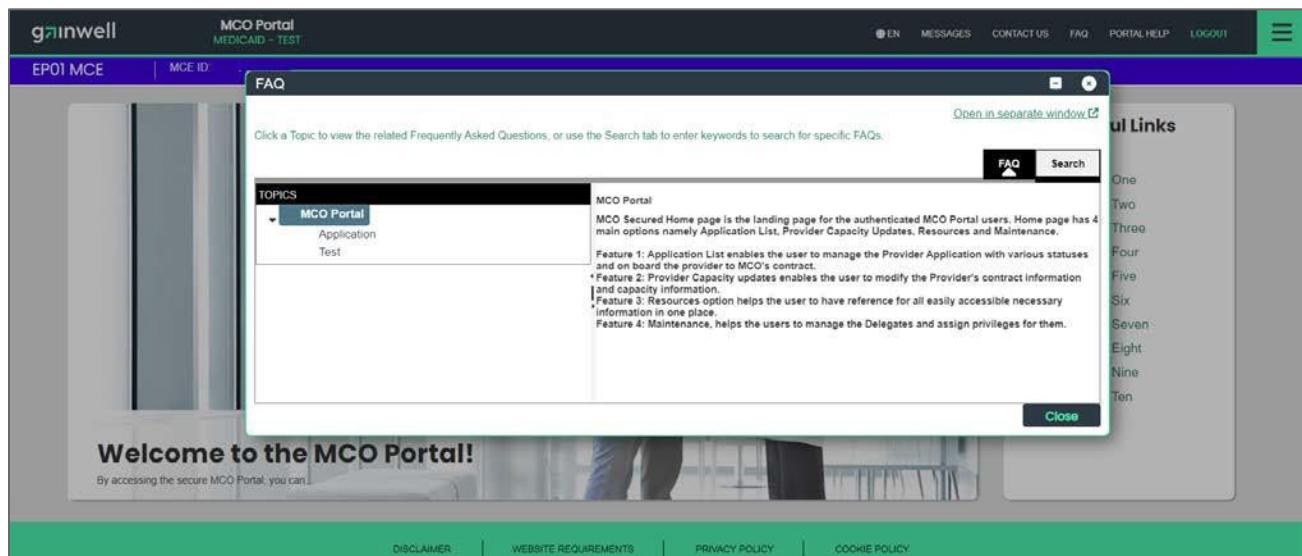 gainwell
MCO Portal
MEDICAID - TEST
EN MESSAGES CONTACT US FAQ PORTAL HELP LOGOUT
EP01 MCE MCE ID:
FAQ
Open in separate window
Click a Topic to view the related Frequently Asked Questions, or use the Search tab to enter keywords to search for specific FAQs.
FAQ Search
TOPICS
MCO Portal
Application
Test
MCO Portal
MCO Secured Home page is the landing page for the authenticated MCO Portal users. Home page has 4
main options namely Application List, Provider Capacity Updates, Resources and Maintenance.
Feature 1: Application List enables the user to manage the Provider Application with various statuses
and on board the provider to MCO's contract.
Feature 2: Provider Capacity updates enables the user to modify the Provider's contract information
and capacity information.
Feature 3: Resources option helps the user to have reference for all easily accessible necessary
information in one place.
Feature 4: Maintenance, helps the users to manage the Delegates and assign privileges for them.
Close
ul Links
One
Two
Three
Four
Five
Six
Seven
Eight
Nine
Ten
Welcome to the MCO Portal!
By accessing the secure MCO Portal, you can...
DISCLAIMER WEBSITE REQUIREMENTS PRIVACY POLICY COOKIE POLICY